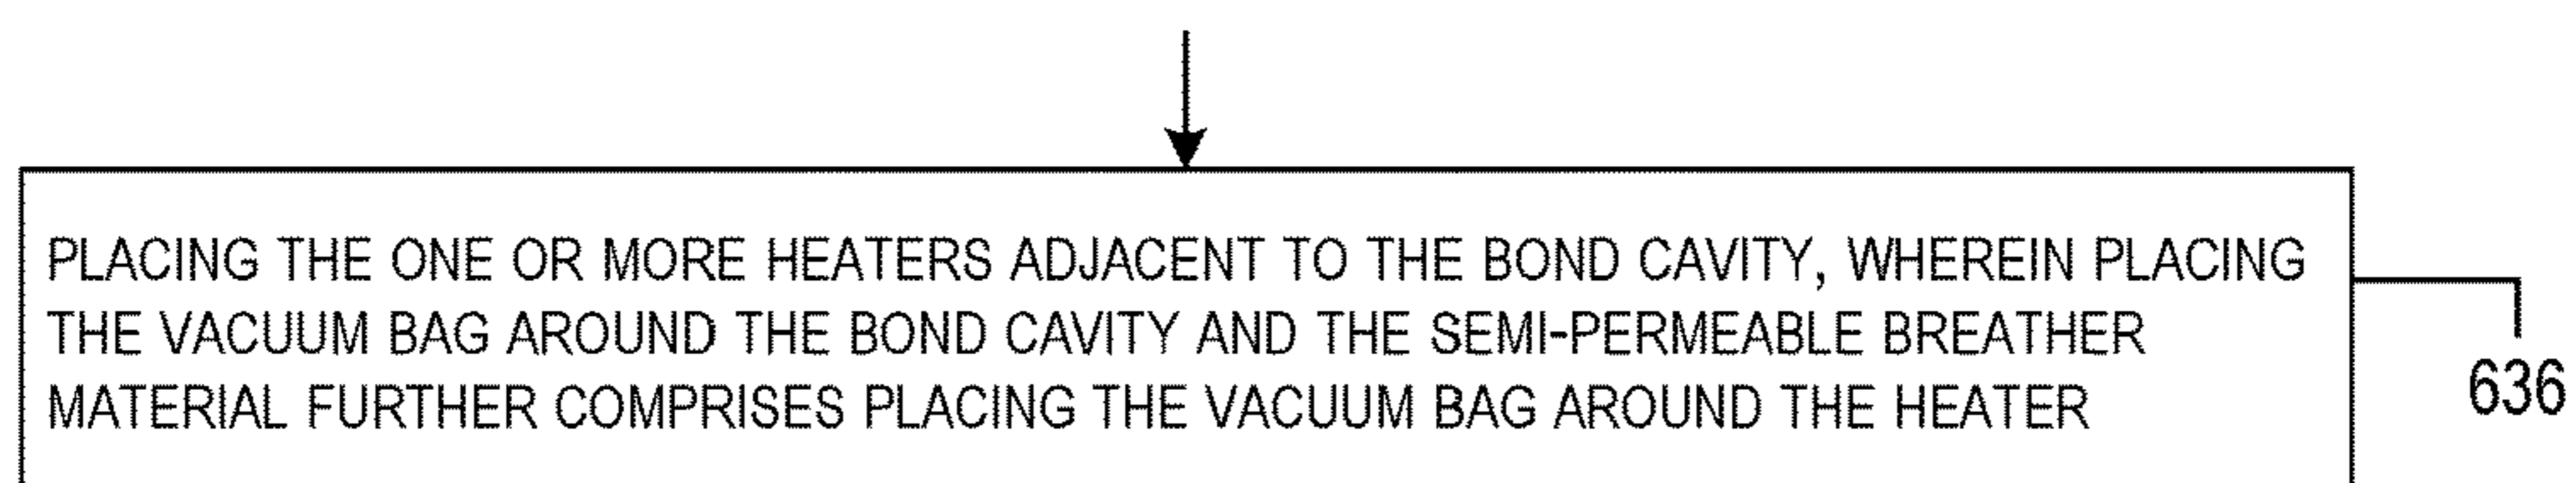 PLACING THE ONE OR MORE HEATERS ADJACENT TO THE BOND CAVITY, WHEREIN PLACING
THE VACUUM BAG AROUND THE BOND CAVITY AND THE SEMI-PERMEABLE BREATHER
MATERIAL FURTHER COMPRISES PLACING THE VACUUM BAG AROUND THE HEATER
636